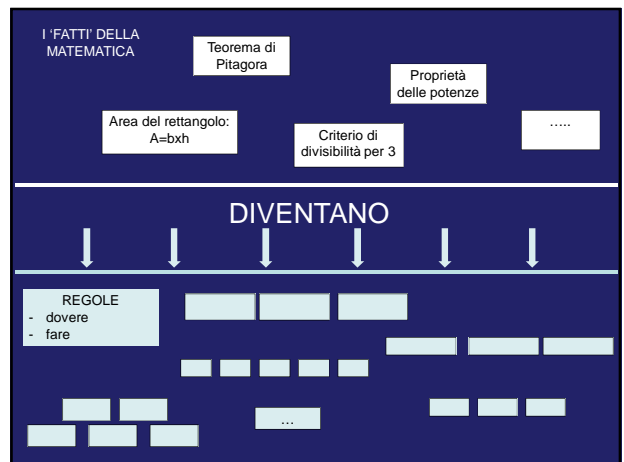 I 'FATTI' DELLA
MATEMATICA
Teorema di
Pitagora
Proprietà
delle potenze
Area del rettangolo:
A=bxh
Criterio di
divisibilità per 3
…..
DIVENTANO
REGOLE
- dovere
- fare
…